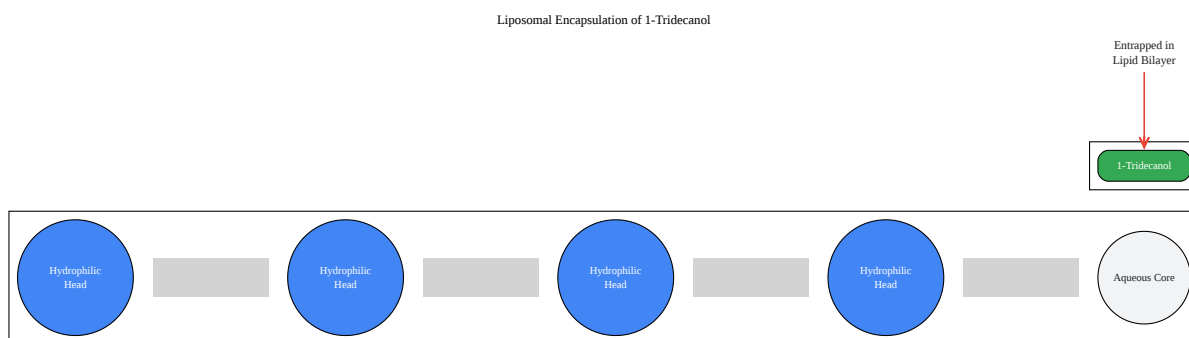 Liposomal Encapsulation of 1-Tridecanol
Entrapped in
Lipid Bilayer
1-Tridecanol
Hydrophilic
Head
Hydrophilic
Head
Hydrophilic
Head
Hydrophilic
Head
Aqueous Core